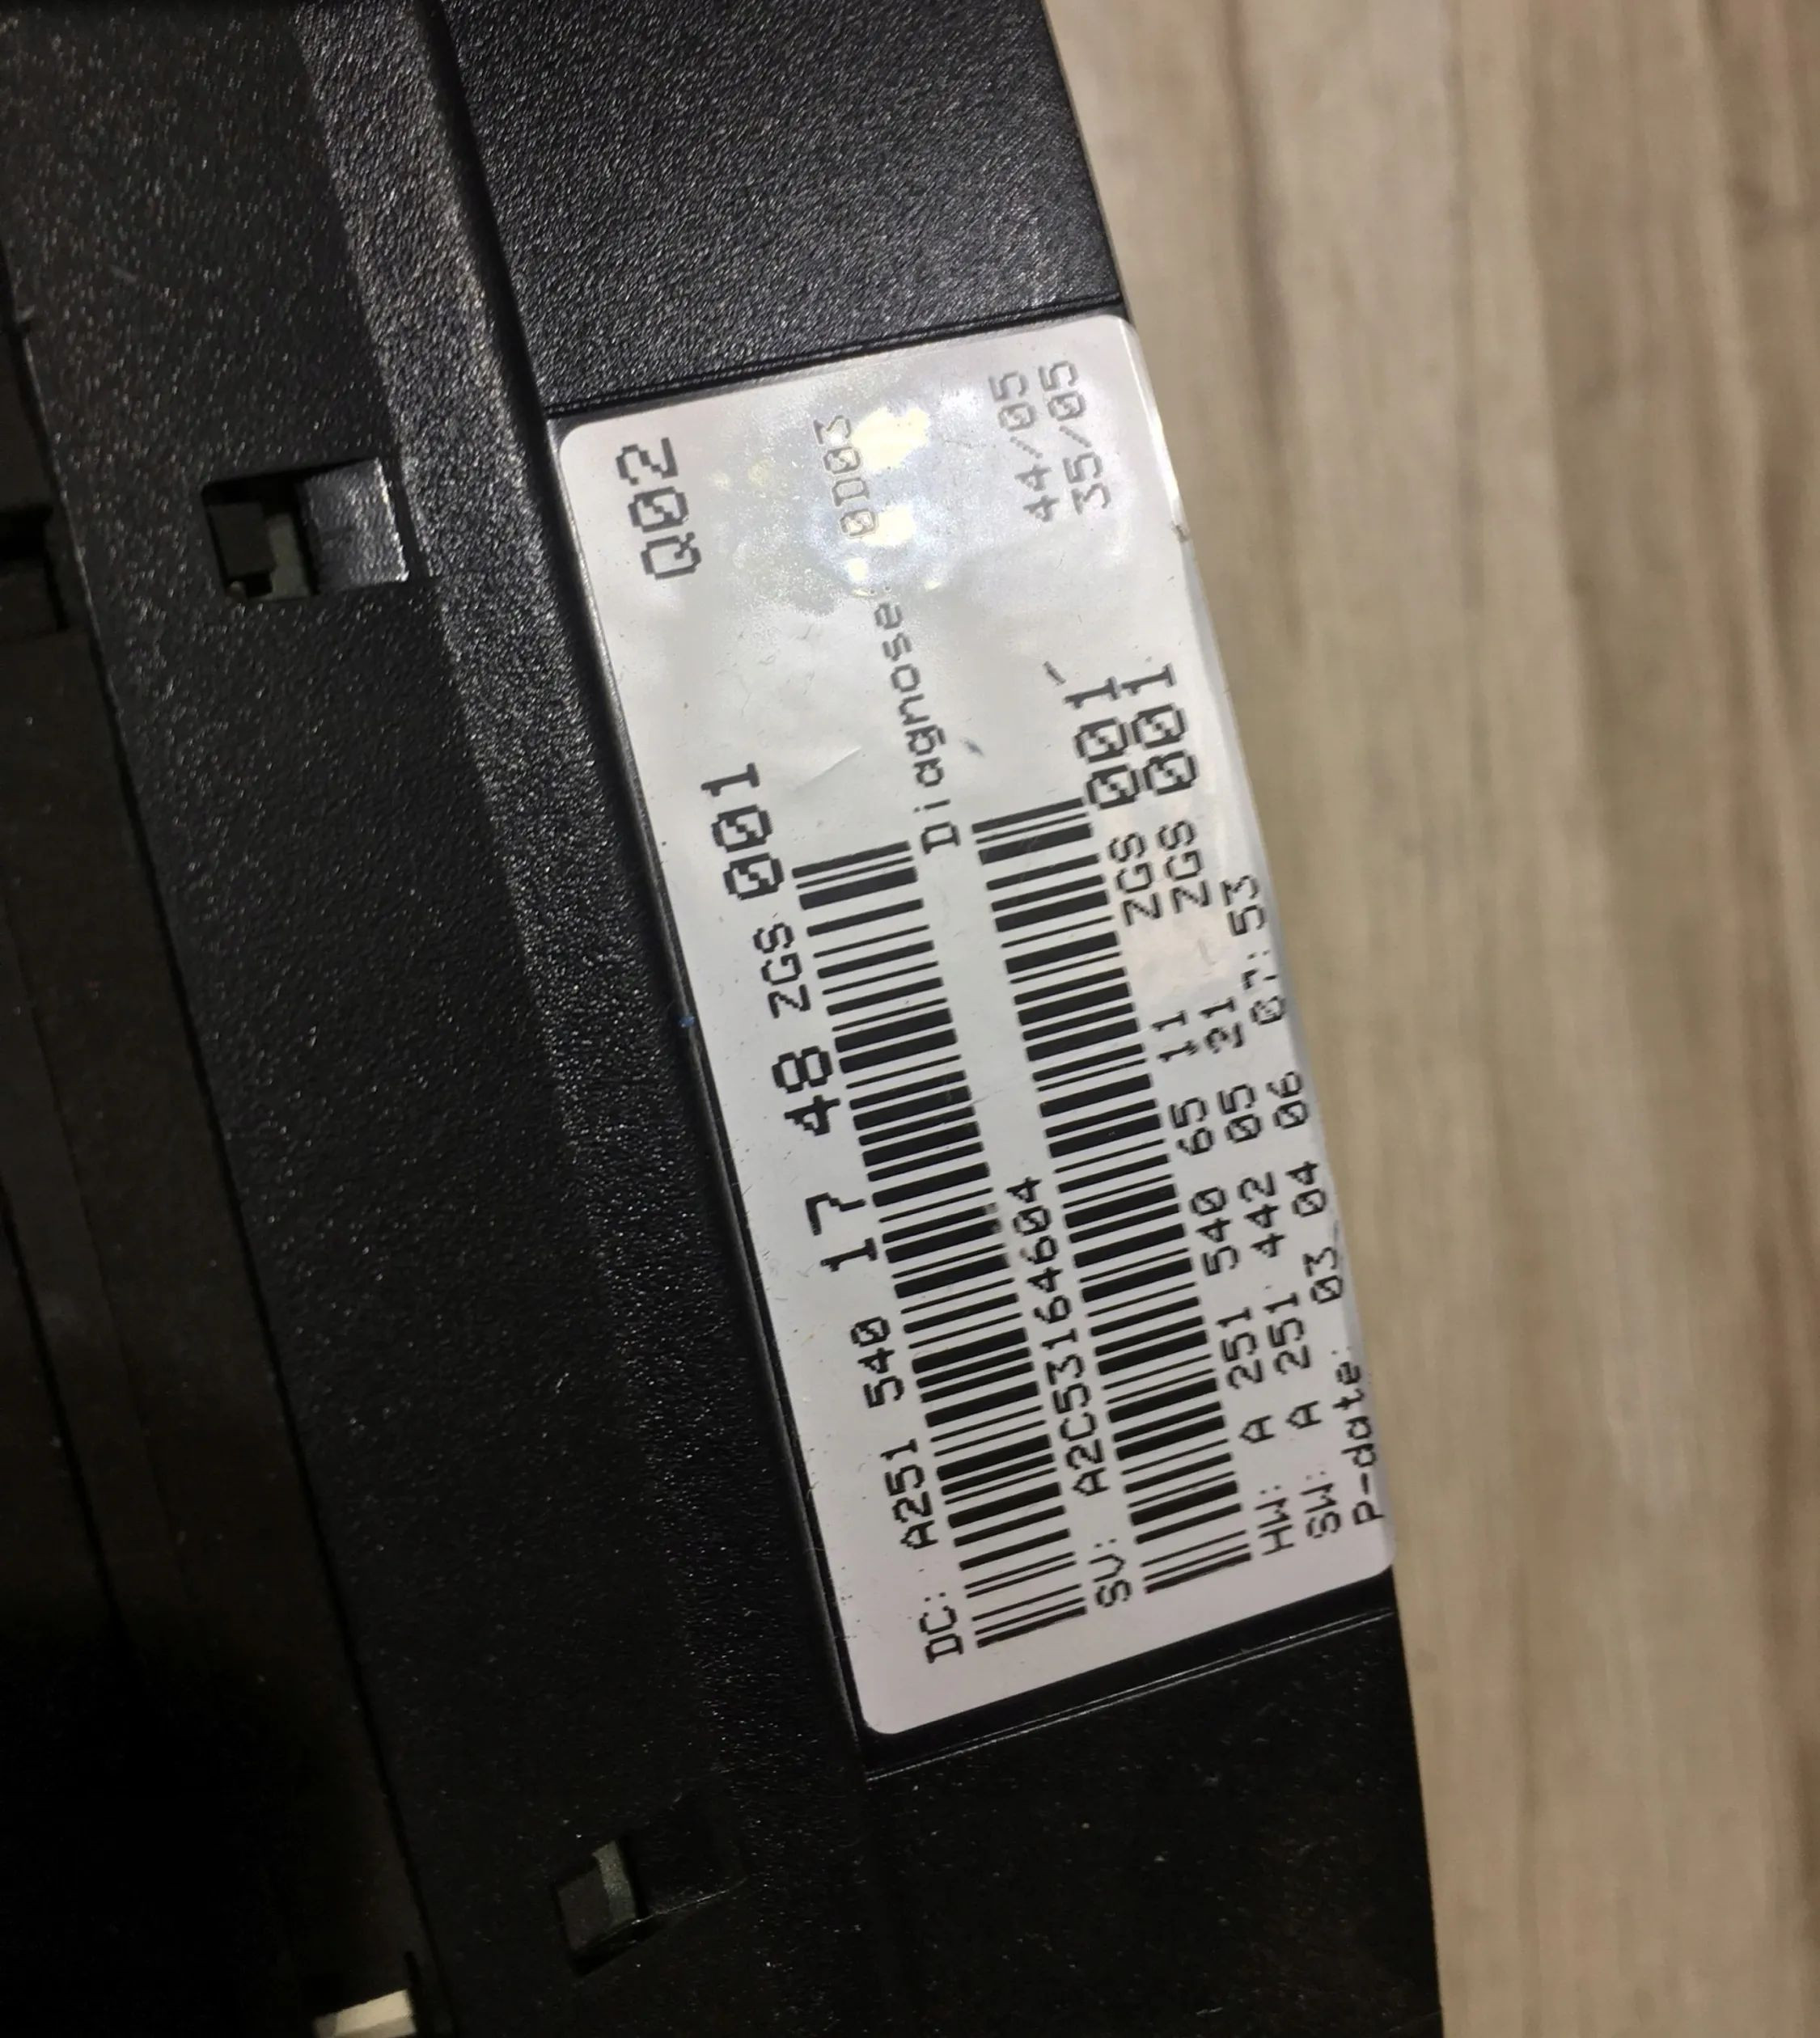 DC: A251 540 17 48 ZGS 001 Q02
Diagnose: 0D03
SV: A2C53164604
HW: A 251 540 65 11 ZGS 001 44/05
SW: A 251 442 05 21 ZGS 001 35/05
P-date: 03 04 06 07:53